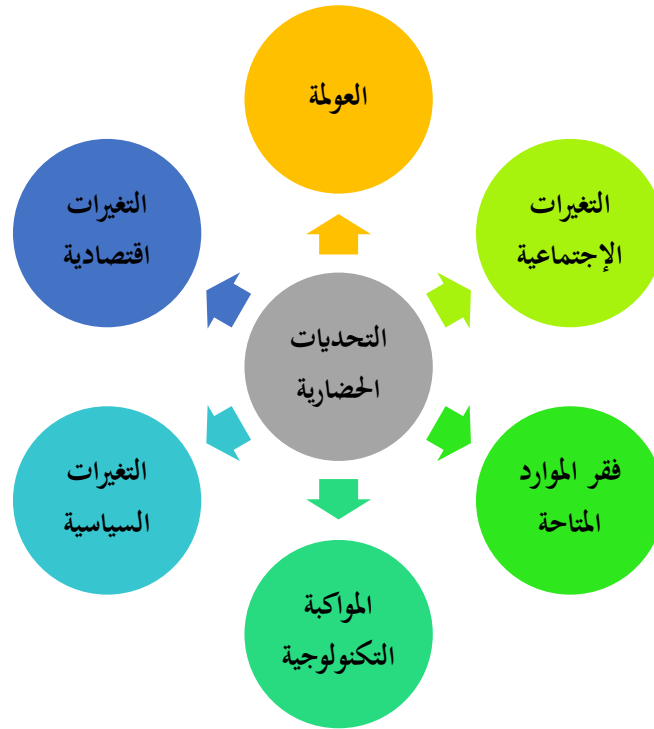 العولمة
التغيرات
الإجتماعية
فقر الموارد
المتاحة
المواكبة
التكنولوجية
التغيرات
السياسية
التغيرات
اقتصادية
التحديات
الحضارية